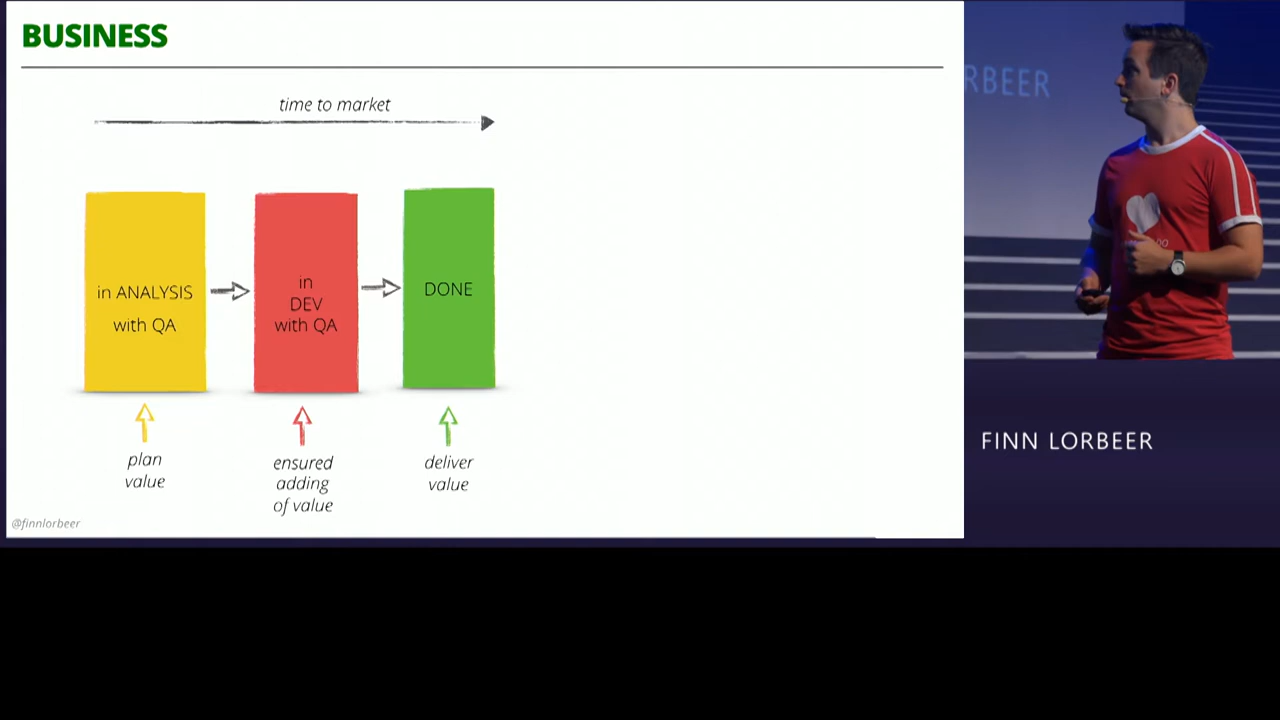 BUSINESS
time to market
in ANALYSIS
with QA
in
DEV
with QA
DONE
plan
value
ensured
adding
of value
deliver
value
@finnlorbeer
RBEER
FINN LORBEER